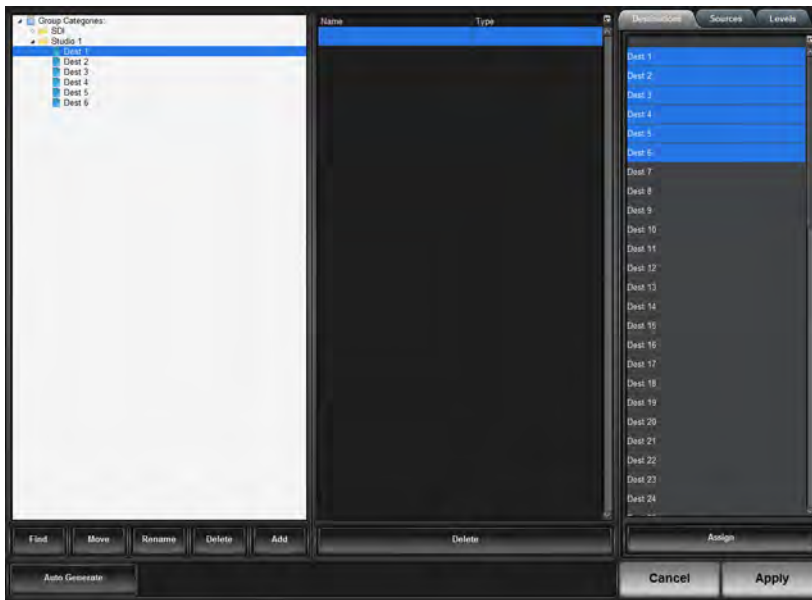 Group Categories:
SDI
Studio 1
Dest 1
Dest 2
Dest 3
Dest 4
Dest 5
Dest 6
Find
Move
Rename
Delete
Add
Auto Generate
Name Type
Delete
Destinations Sources Levels
Dest 1
Dest 2
Dest 3
Dest 4
Dest 5
Dest 6
Dest 7
Dest 8
Dest 9
Dest 10
Dest 11
Dest 12
Dest 13
Dest 14
Dest 15
Dest 16
Dest 17
Dest 18
Dest 19
Dest 20
Dest 21
Dest 22
Dest 23
Dest 24
Assign
Cancel Apply